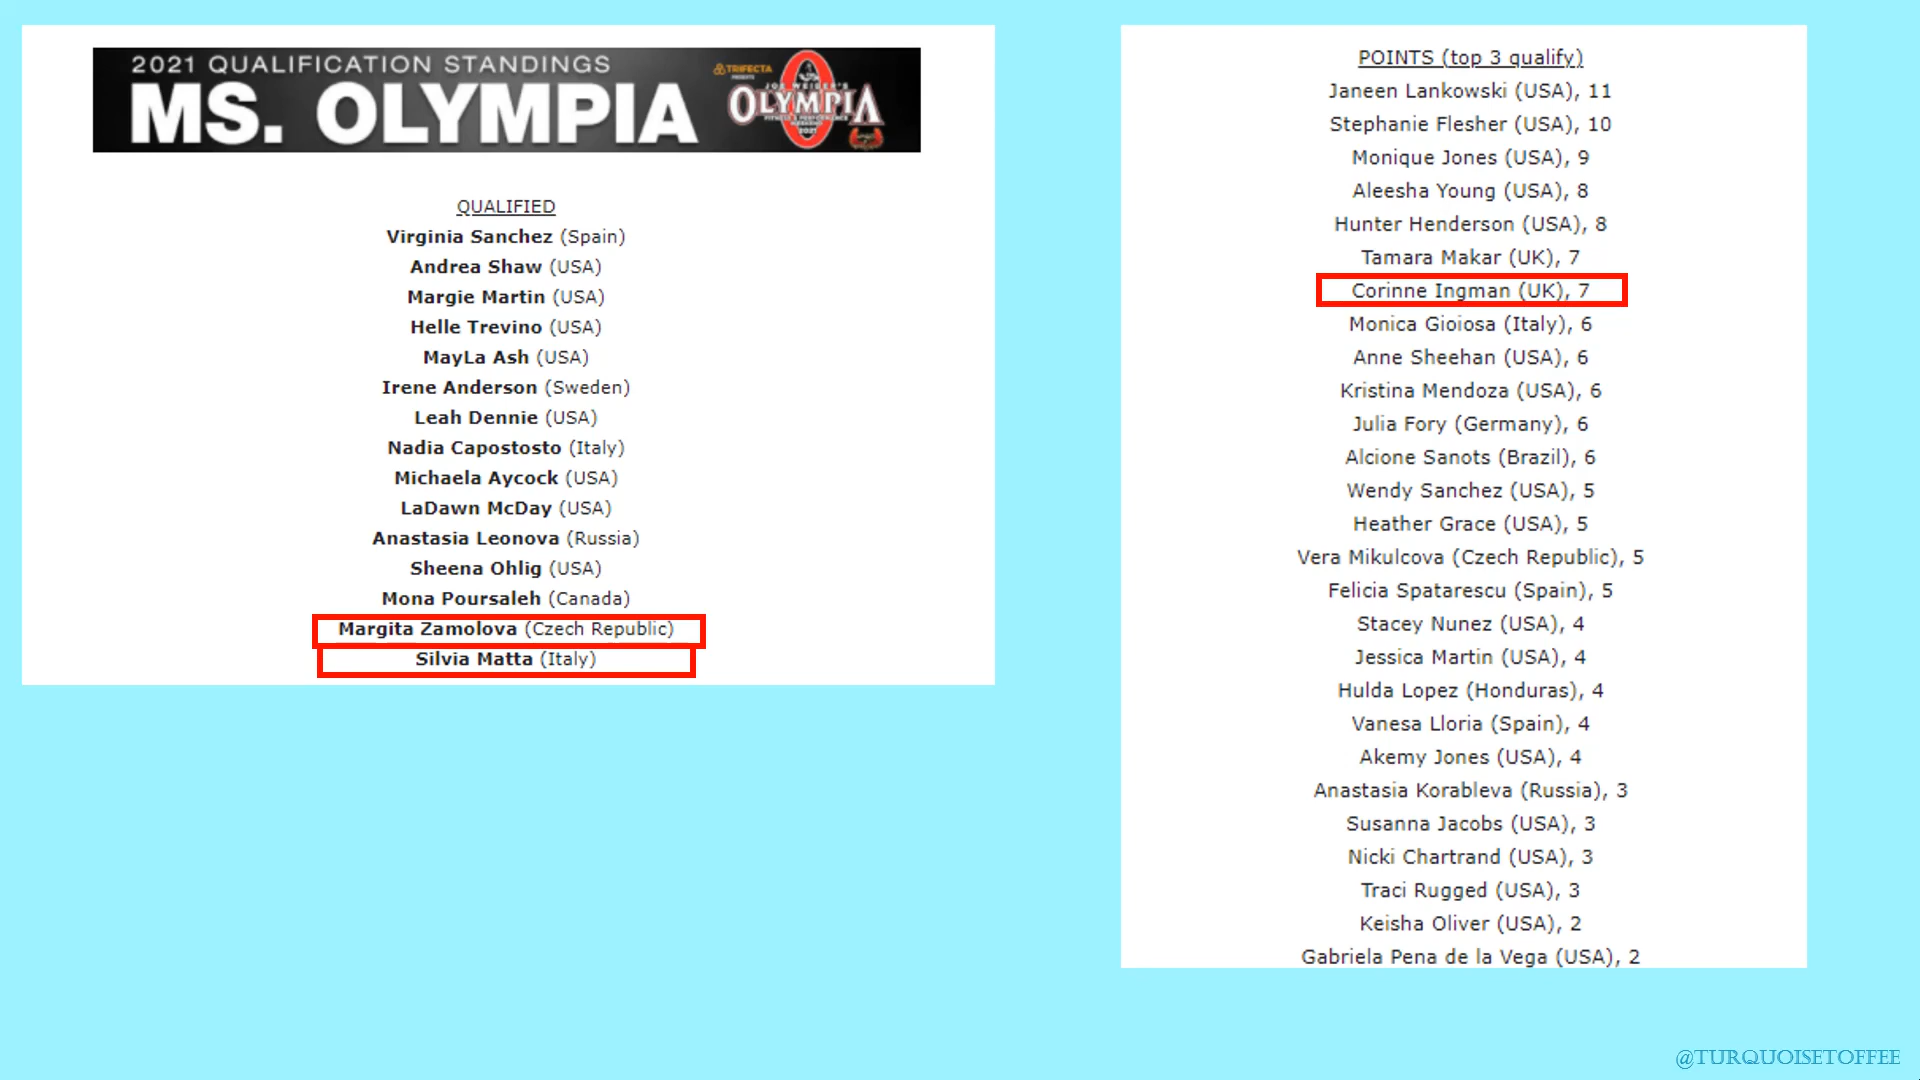 2021 QUALIFICATION STANDINGS
MS. OLYMPIA
TRIFECTA
PRESENTS
JOE WEIDER'S
OLYMPIA
FITNESS & PERFORMANCE
WEEKEND
2021
QUALIFIED
Virginia Sanchez (Spain)
Andrea Shaw (USA)
Margie Martin (USA)
Helle Trevino (USA)
MayLa Ash (USA)
Irene Anderson (Sweden)
Leah Dennie (USA)
Nadia Capostosto (Italy)
Michaela Aycock (USA)
LaDawn McDay (USA)
Anastasia Leonova (Russia)
Sheena Ohlig (USA)
Mona Poursaleh (Canada)
Margita Zamolova (Czech Republic)
Silvia Matta (Italy)
POINTS (top 3 qualify)
Janeen Lankowski (USA), 11
Stephanie Flesher (USA), 10
Monique Jones (USA), 9
Aleesha Young (USA), 8
Hunter Henderson (USA), 8
Tamara Makar (UK), 7
Corinne Ingman (UK), 7
Monica Gioiosa (Italy), 6
Anne Sheehan (USA), 6
Kristina Mendoza (USA), 6
Julia Fory (Germany), 6
Alcione Sanots (Brazil), 6
Wendy Sanchez (USA), 5
Heather Grace (USA), 5
Vera Mikulcova (Czech Republic), 5
Felicia Spatarescu (Spain), 5
Stacey Nunez (USA), 4
Jessica Martin (USA), 4
Hulda Lopez (Honduras), 4
Vanesa Lloria (Spain), 4
Akemy Jones (USA), 4
Anastasia Korableva (Russia), 3
Susanna Jacobs (USA), 3
Nicki Chartrand (USA), 3
Traci Rugged (USA), 3
Keisha Oliver (USA), 2
Gabriela Pena de la Vega (USA), 2
@TURQUOISETOFFEE